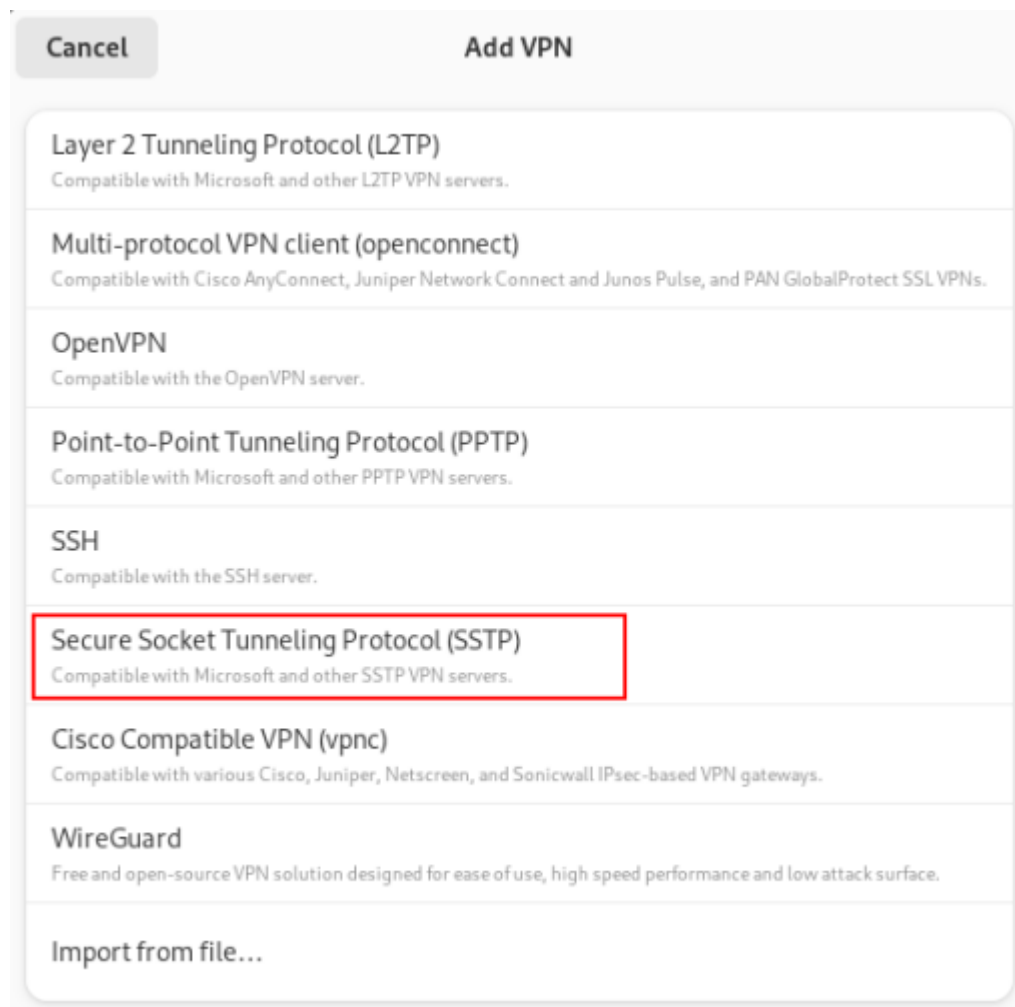 Cancel
Add VPN
Layer 2 Tunneling Protocol (L2TP)
Compatible with Microsoft and other L2TP VPN servers.
Multi-protocol VPN client (openconnect)
Compatible with Cisco AnyConnect, Juniper Network Connect and Junos Pulse, and PAN GlobalProtect SSL VPNs.
OpenVPN
Compatible with the OpenVPN server.
Point-to-Point Tunneling Protocol (PPTP)
Compatible with Microsoft and other PPTP VPN servers.
SSH
Compatible with the SSH server.
Secure Socket Tunneling Protocol (SSTP)
Compatible with Microsoft and other SSTP VPN servers.
Cisco Compatible VPN (vpnc)
Compatible with various Cisco, Juniper, Netscreen, and Sonicwall IPsec-based VPN gateways.
WireGuard
Free and open-source VPN solution designed for ease of use, high speed performance and low attack surface.
Import from file…